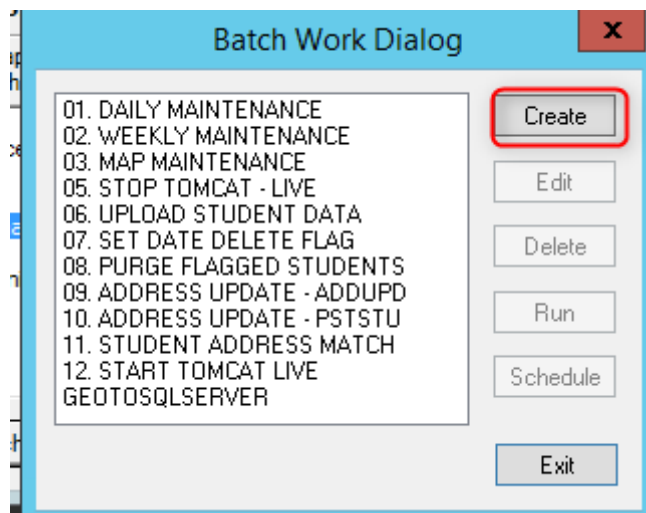 Batch Work Dialog
x
01. DAILY MAINTENANCE
02. WEEKLY MAINTENANCE
03. MAP MAINTENANCE
05. STOP TOMCAT - LIVE
06. UPLOAD STUDENT DATA
07. SET DATE DELETE FLAG
08. PURGE FLAGGED STUDENTS
09. ADDRESS UPDATE - ADDUPD
10. ADDRESS UPDATE - PSTSTU
11. STUDENT ADDRESS MATCH
12. START TOMCAT LIVE
GEOTOSQLSERVER
Create
Edit
Delete
Run
Schedule
Exit